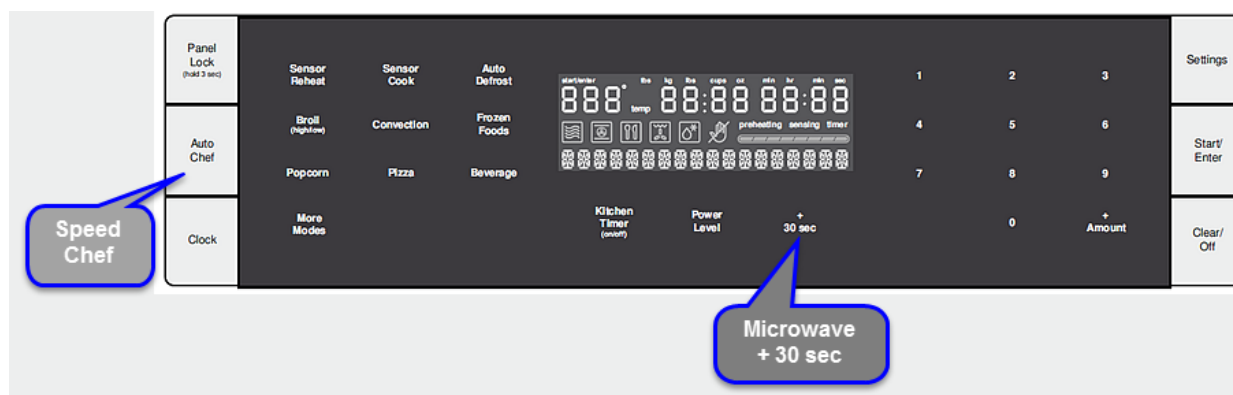 Panel
Lock
(hold 3 sec)
Auto
Chef
Clock
Speed
Chef
Sensor
Reheat
Sensor
Cook
Auto
Defrost
Broil
(high/low)
Convection
Frozen
Foods
Popcorn
Pizza
Beverage
More
Modes
start/enter lbs kg lbs cups oz min hr min sec
888° temp 88:88 88:88
preheating sensing timer
Kitchen
Timer
(on/off)
Power
Level
+
30 sec
Microwave
+ 30 sec
1 2 3
4 5 6
7 8 9
0
+
Amount
Settings
Start/
Enter
Clear/
Off